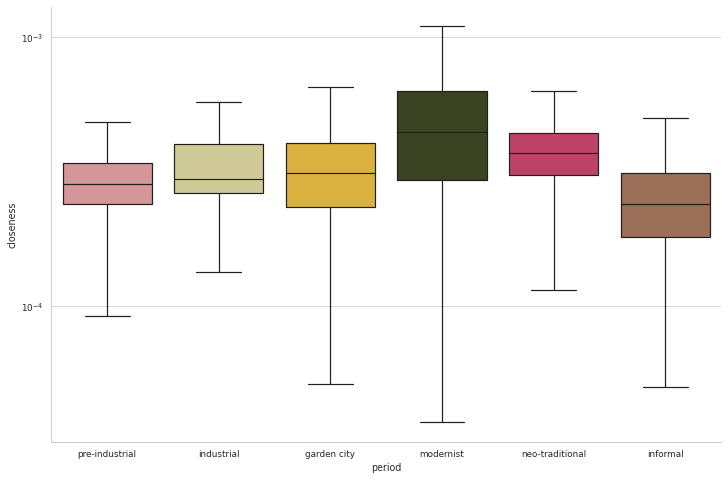 10⁻³
closeness
10⁻⁴
pre-industrial industrial garden city modernist neo-traditional informal
period